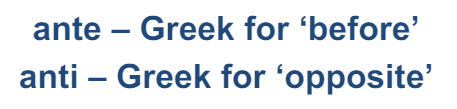 ante – Greek for ‘before’
anti – Greek for ‘opposite’